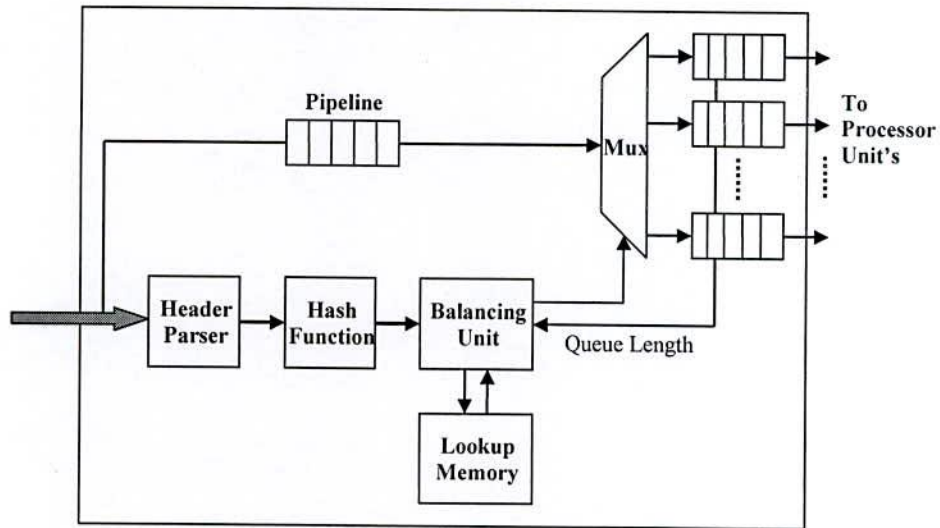 Pipeline
Mux
To
Processor
Unit's
Header
Parser
Hash
Function
Balancing
Unit
Queue Length
Lookup
Memory